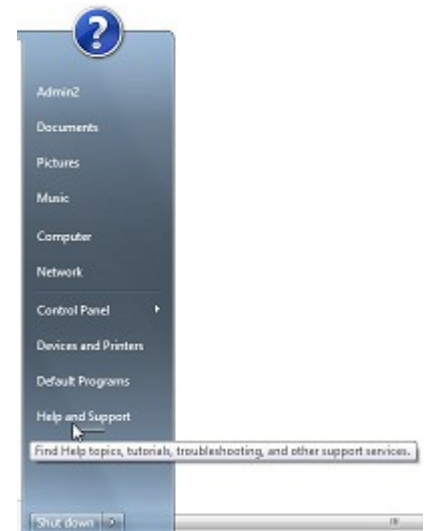 ?
Admin2
Documents
Pictures
Music
Computer
Network
Control Panel
Devices and Printers
Default Programs
Help and Support
Find Help topics, tutorials, troubleshooting, and other support services.
Shut down